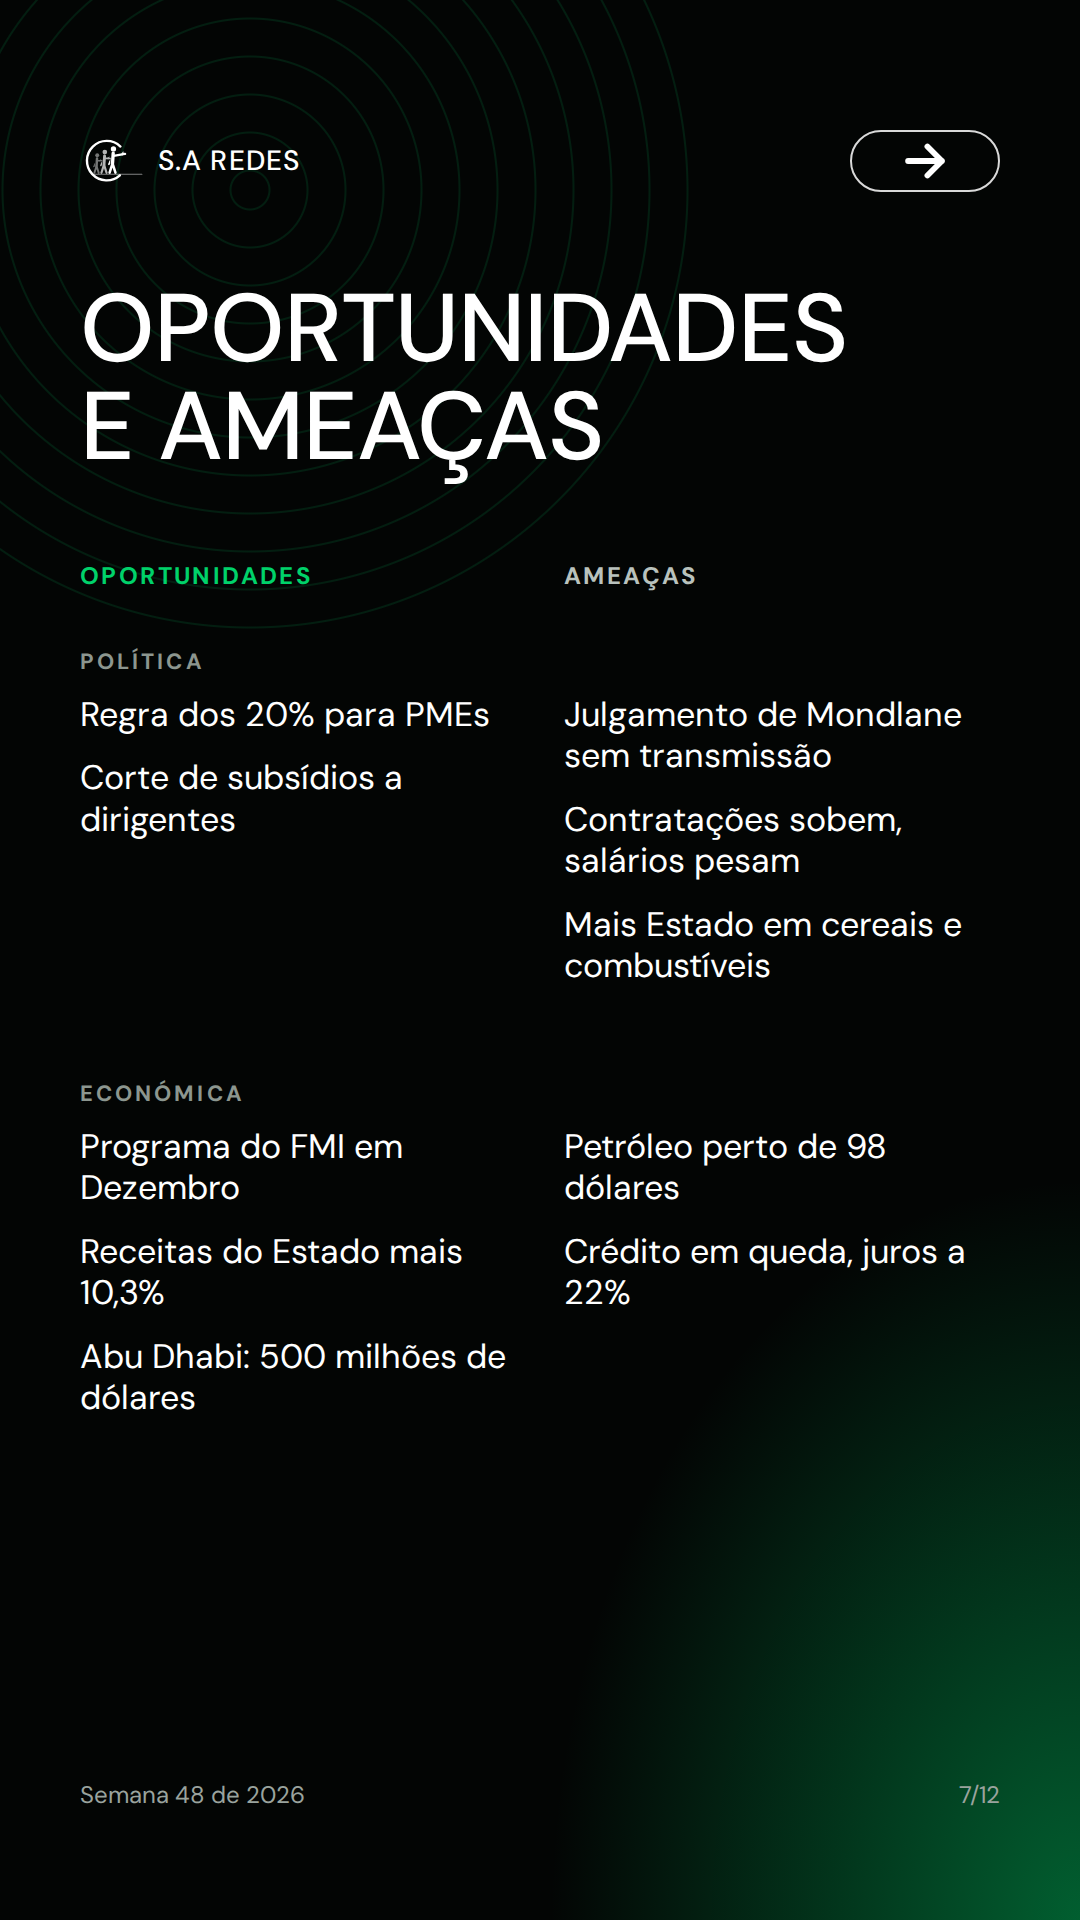 S.A REDES
OPORTUNIDADES
E AMEAÇAS
OPORTUNIDADES
AMEAÇAS
POLÍTICA
Regra dos 20% para PMEs
Corte de subsídios a
dirigentes
Julgamento de Mondlane
sem transmissão
Contratações sobem,
salários pesam
Mais Estado em cereais e
combustíveis
ECONÓMICA
Programa do FMI em
Dezembro
Receitas do Estado mais
10,3%
Abu Dhabi: 500 milhões de
dólares
Petróleo perto de 98
dólares
Crédito em queda, juros a
22%
Semana 48 de 2026
7/12